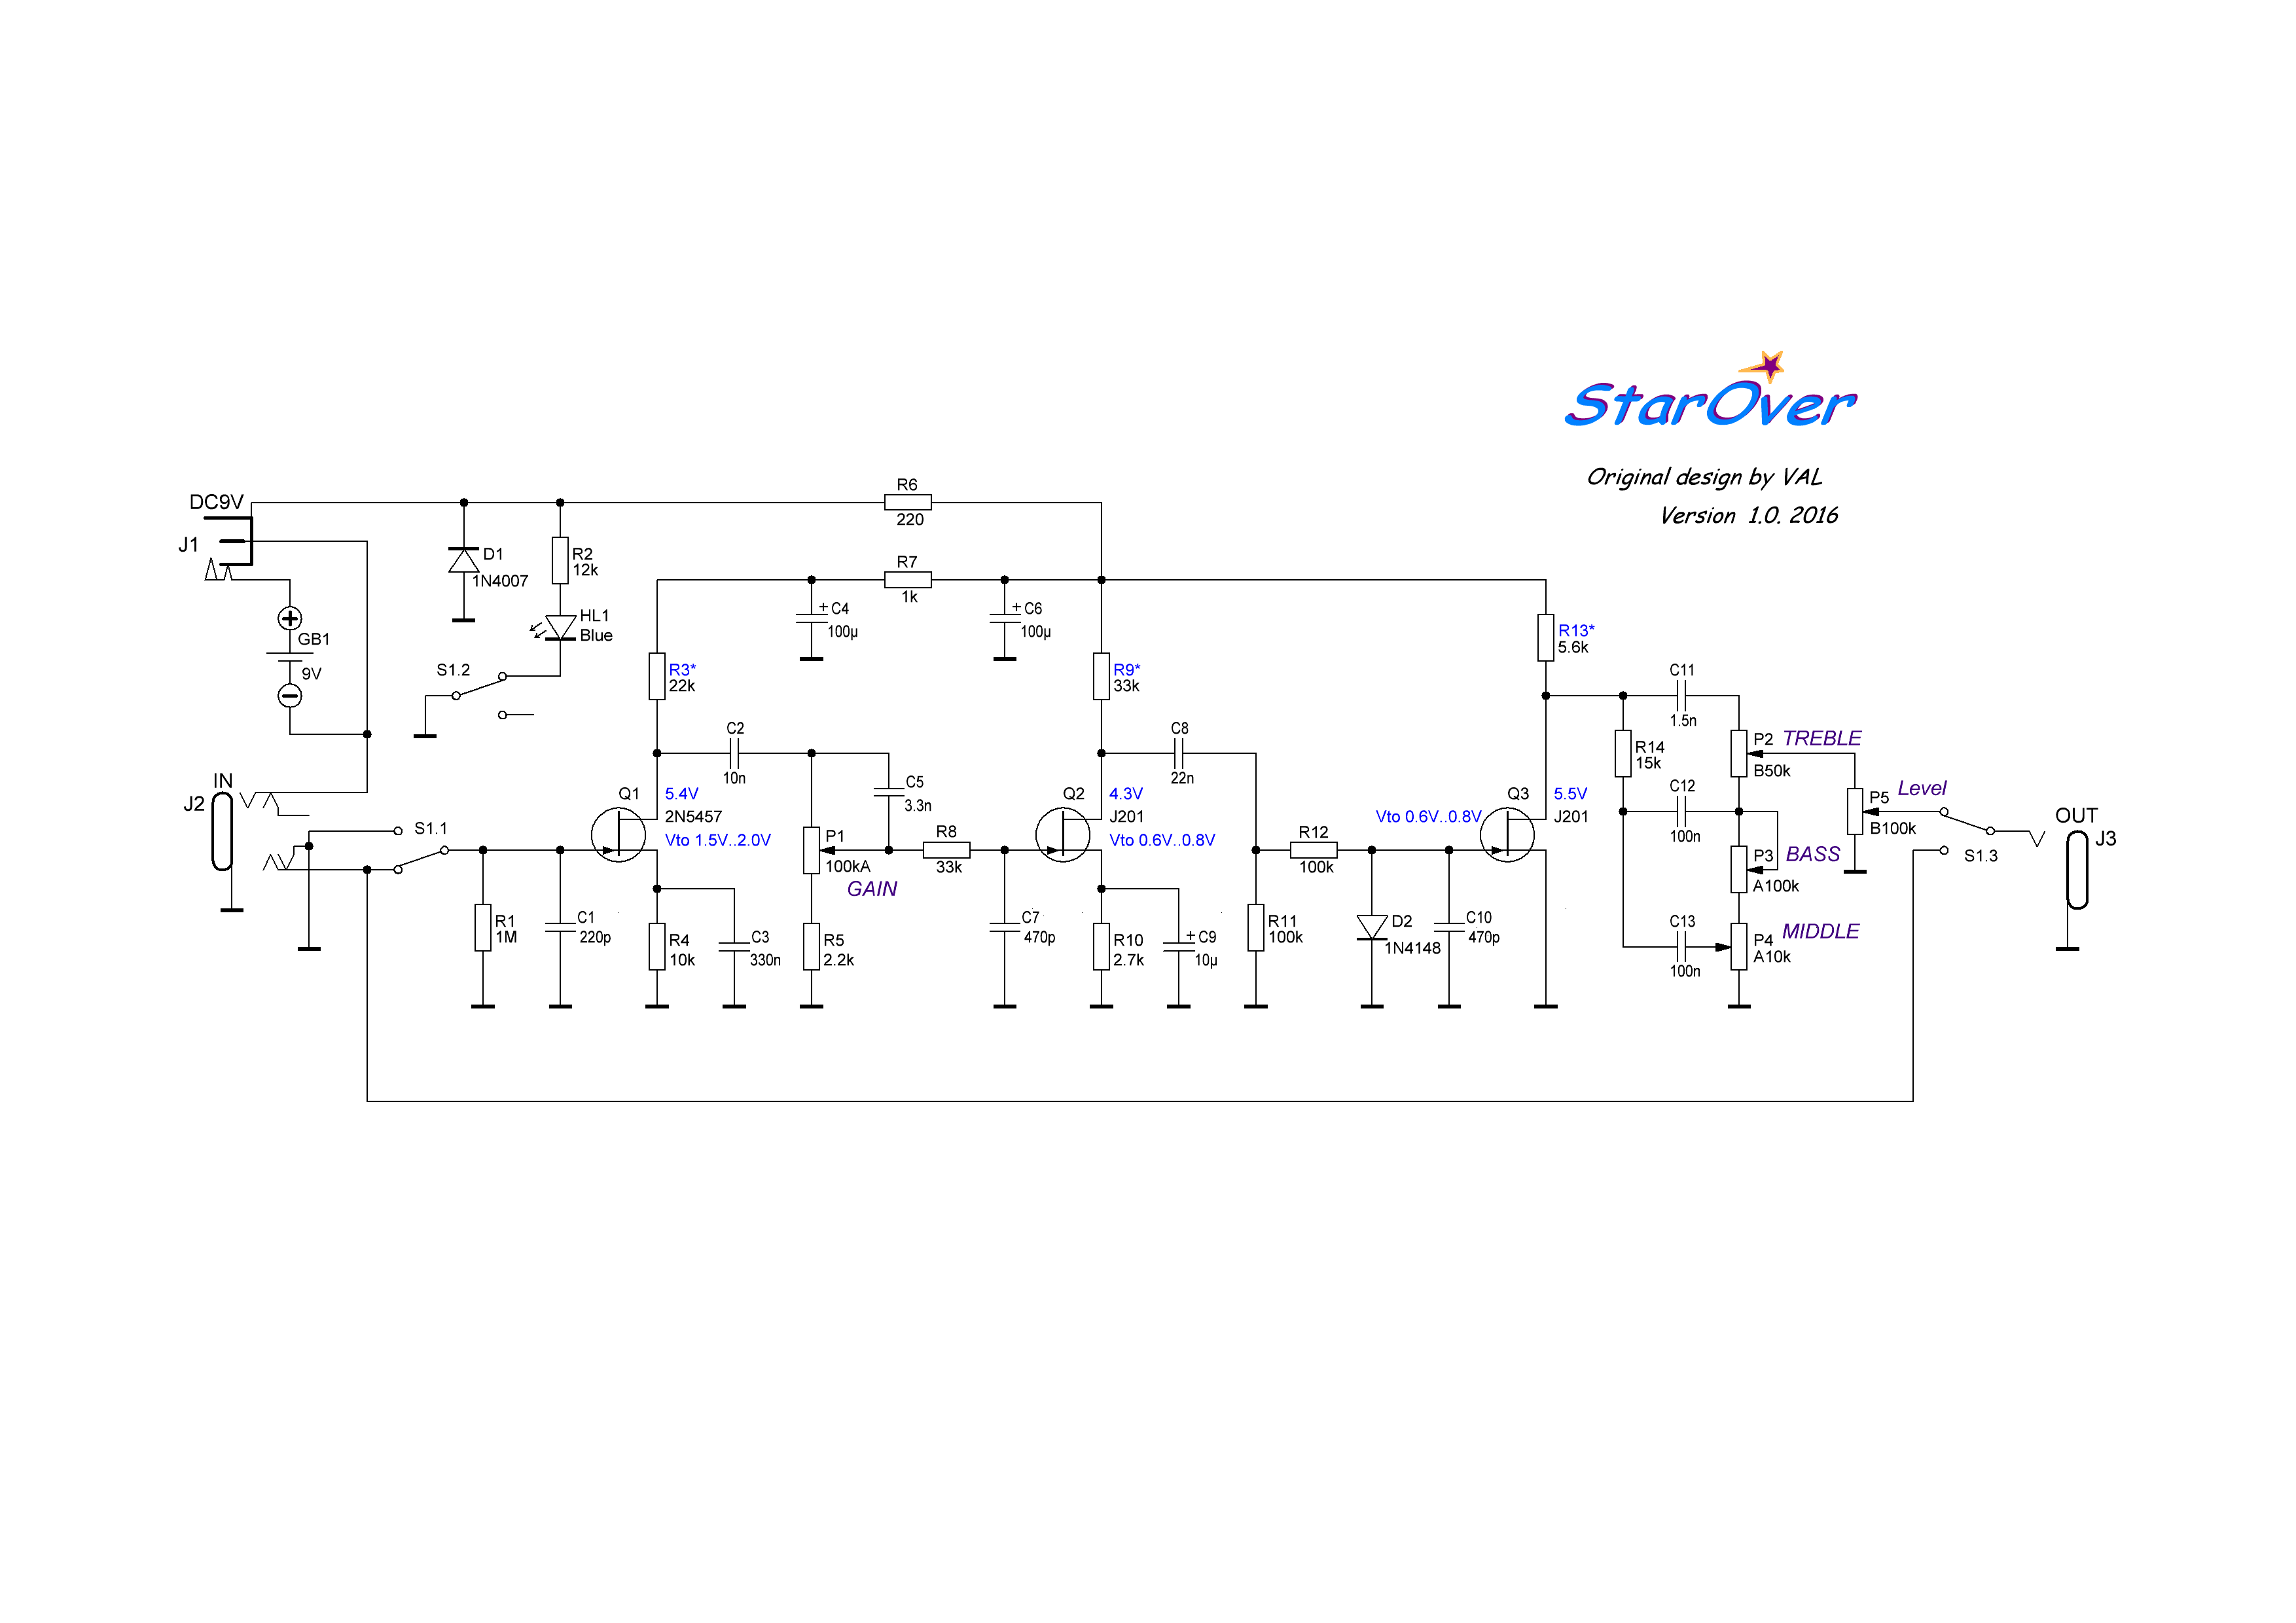 StarOver
Original design by VAL
Version 1.0. 2016
DC9V
J1
GB1
9V
IN
J2
D1
1N4007
R2
12k
HL1
Blue
S1.2
S1.1
R1
1M
C1
220p
R3*
22k
Q1
5.4V
2N5457
Vto 1.5V..2.0V
R4
10k
C3
330n
C2
10n
R6
220
R7
1k
+ C4
100µ
+ C6
100µ
C5
3.3n
P1
100kA
GAIN
R5
2.2k
R8
33k
C7
470p
R9*
33k
Q2
4.3V
J201
Vto 0.6V..0.8V
R10
2.7k
+ C9
10µ
C8
22n
R11
100k
R12
100k
D2
1N4148
C10
470p
Vto 0.6V..0.8V
Q3
5.5V
J201
R13*
5.6k
R14
15k
C11
1.5n
C12
100n
C13
100n
P2
TREBLE
B50k
P3
BASS
A100k
P4
MIDDLE
A10k
Level
P5
B100k
S1.3
OUT
J3